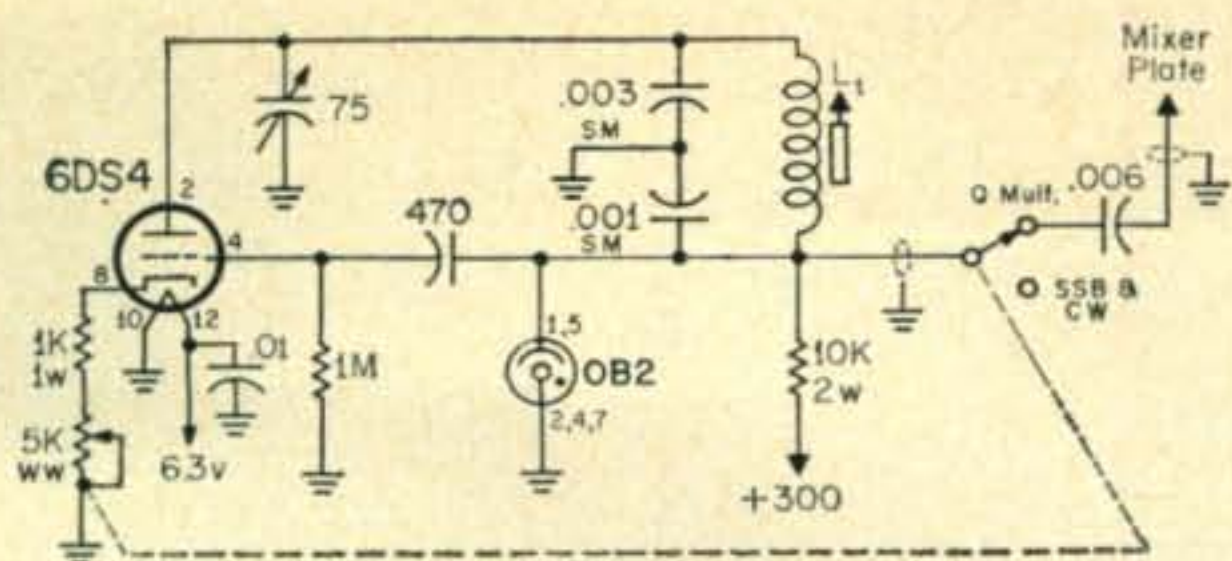 Mixer
Plate
75
.003
SM
Lt
6DS4
2
470
.001
SM
Q Mult.
.006
4
8
SSB &
CW
10
12
1,5
1K
1W
.01
1M
OB2
10K
2W
2,4,7
5K
WW
6.3v
+300